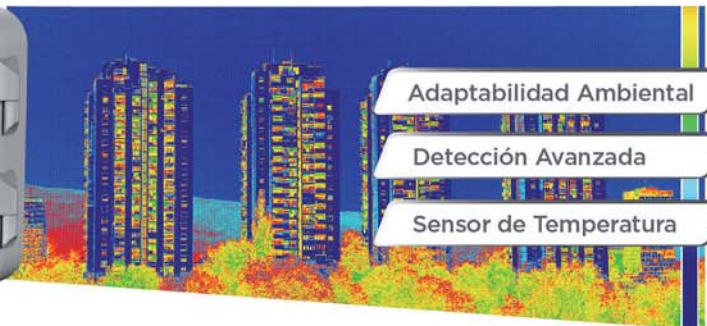 Adaptabilidad Ambiental
Detección Avanzada
Sensor de Temperatura